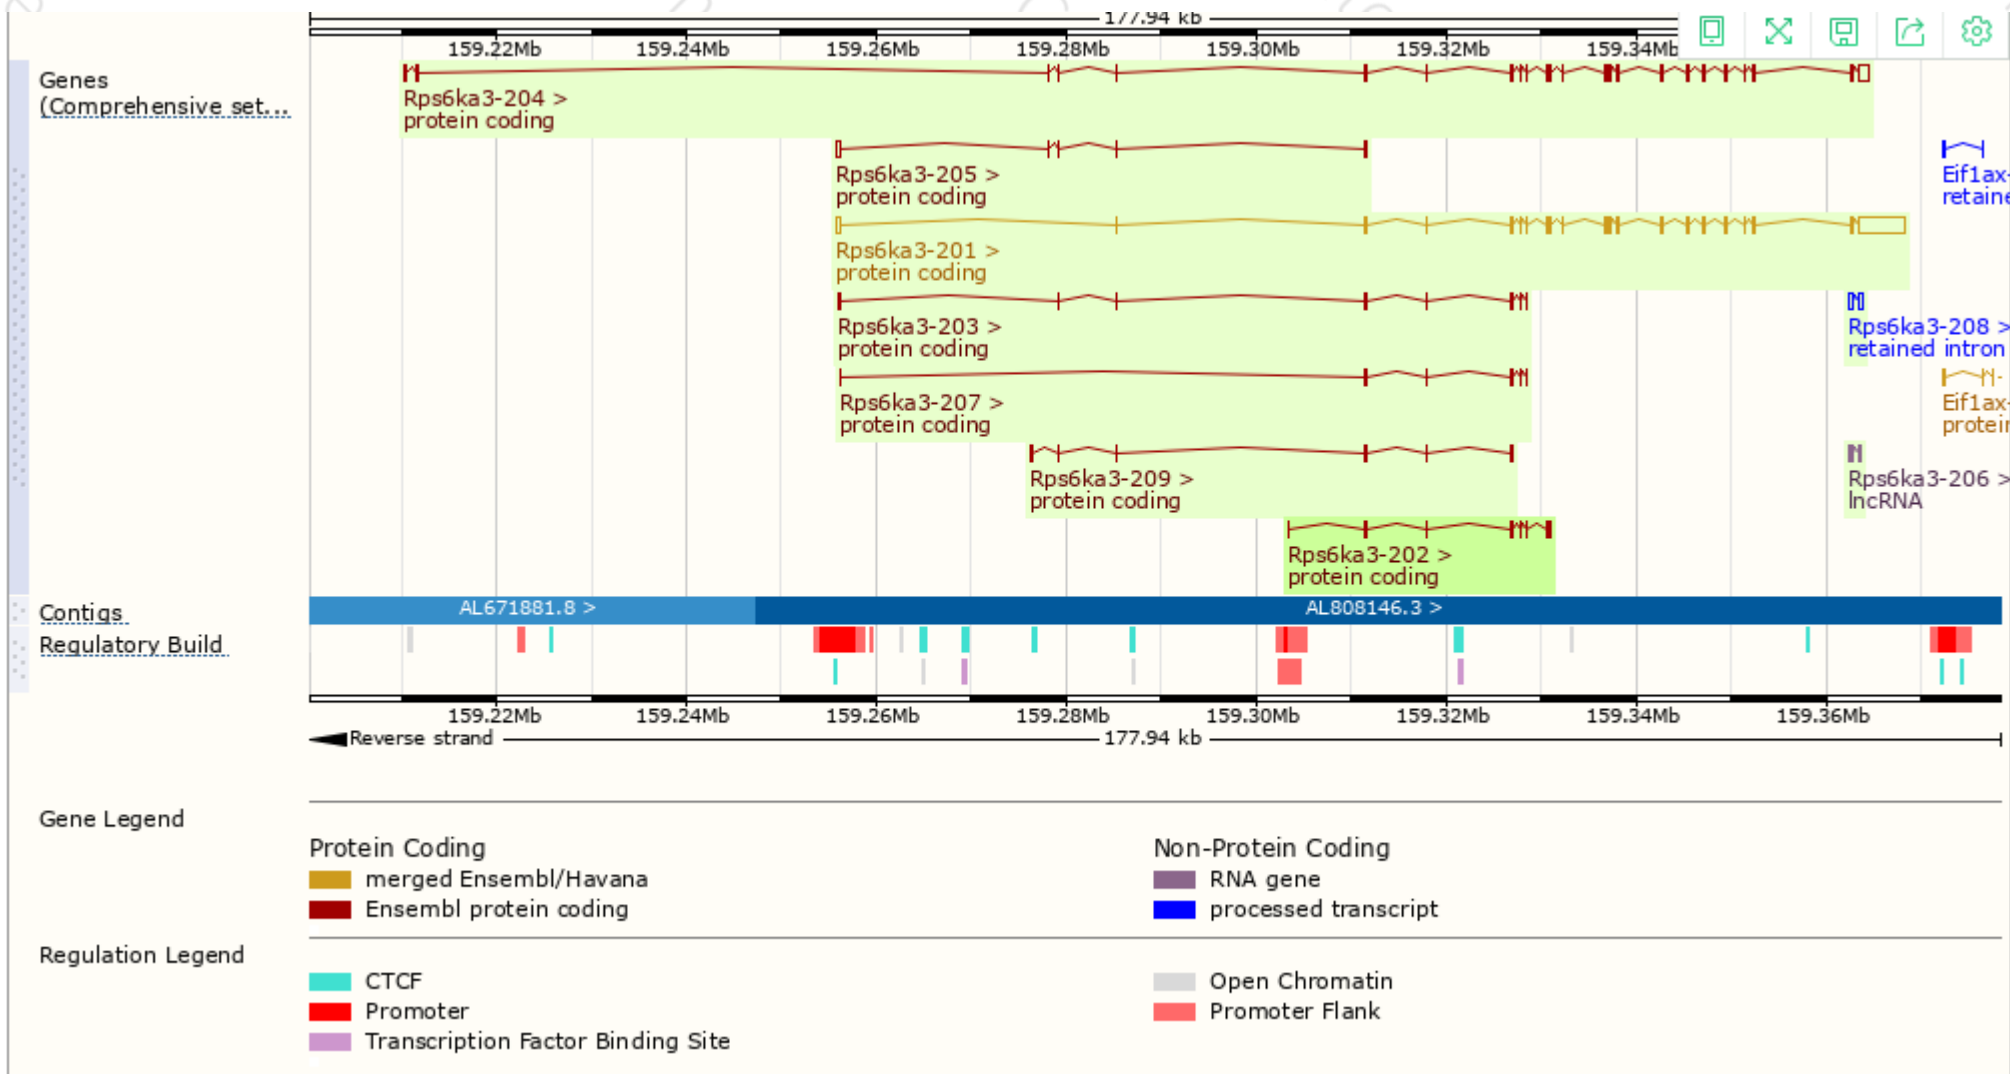 177.94 kb
159.22Mb 159.24Mb 159.26Mb 159.28Mb 159.30Mb 159.32Mb 159.34Mb
Genes
(Comprehensive set...
Rps6ka3-204 >
protein coding
Rps6ka3-205 >
protein coding
Eif1ax-
retaine
Rps6ka3-201 >
protein coding
Rps6ka3-203 >
protein coding
Rps6ka3-208 >
retained intron
Rps6ka3-207 >
protein coding
Eif1ax-
protein
Rps6ka3-209 >
protein coding
Rps6ka3-206 >
lncRNA
Rps6ka3-202 >
protein coding
Contigs
AL671881.8 > AL808146.3 >
Regulatory Build
159.22Mb 159.24Mb 159.26Mb 159.28Mb 159.30Mb 159.32Mb 159.34Mb 159.36Mb
Reverse strand 177.94 kb
Gene Legend
Protein Coding
merged Ensembl/Havana
Ensembl protein coding
Non-Protein Coding
RNA gene
processed transcript
Regulation Legend
CTCF
Promoter
Transcription Factor Binding Site
Open Chromatin
Promoter Flank